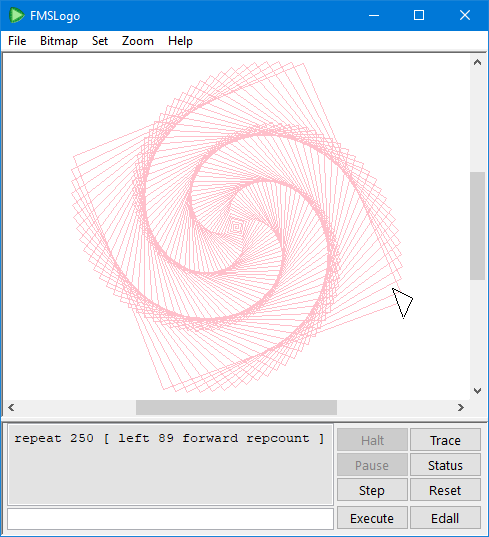 FMSLogo
File Bitmap Set Zoom Help
repeat 250 [ left 89 forward repcount ]
Halt Trace
Pause Status
Step Reset
Execute Edall